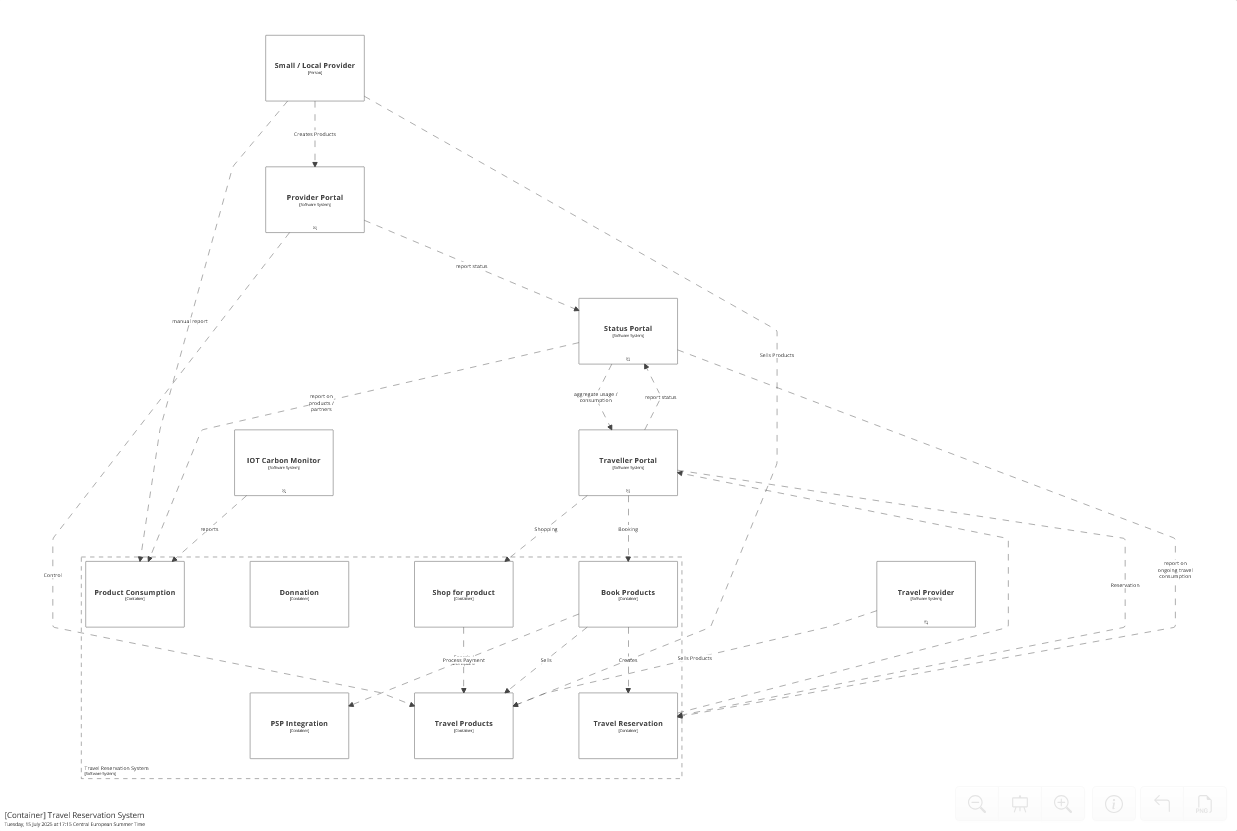 Small / Local Provider
[Person]
Creates Products
Provider Portal
[Software System]
report status
manual report
Status Portal
[Software System]
Sells Products
report on
products /
partners
aggregate usage /
consumption
report status
IOT Carbon Monitor
[Software System]
Traveller Portal
[Software System]
reports
Shopping
Booking
Control
report on
ongoing travel
consumption
Reservation
Product Consumption
[Container]
Donnation
[Container]
Shop for product
[Container]
Book Products
[Container]
Travel Provider
[Software System]
Process Payment
Sells
Creates
Sells Products
PSP Integration
[Container]
Travel Products
[Container]
Travel Reservation
[Container]
Travel Reservation System
[Software System]
[Container] Travel Reservation System
Tuesday, 15 July 2025 at 17:15 Central European Summer Time
PNG